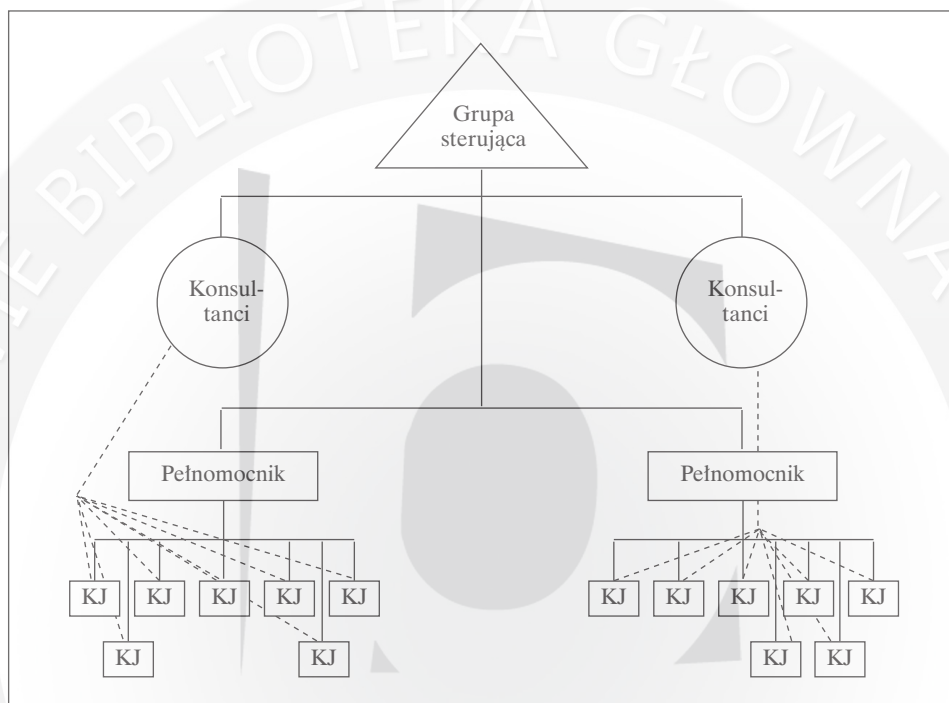 BIBLIOTEKA GŁÓWNA
Grupa
sterująca
Konsul-
tanci
Konsul-
tanci
Pełnomocnik
Pełnomocnik
KJ KJ KJ KJ KJ
KJ KJ KJ KJ KJ
KJ KJ
KJ KJ